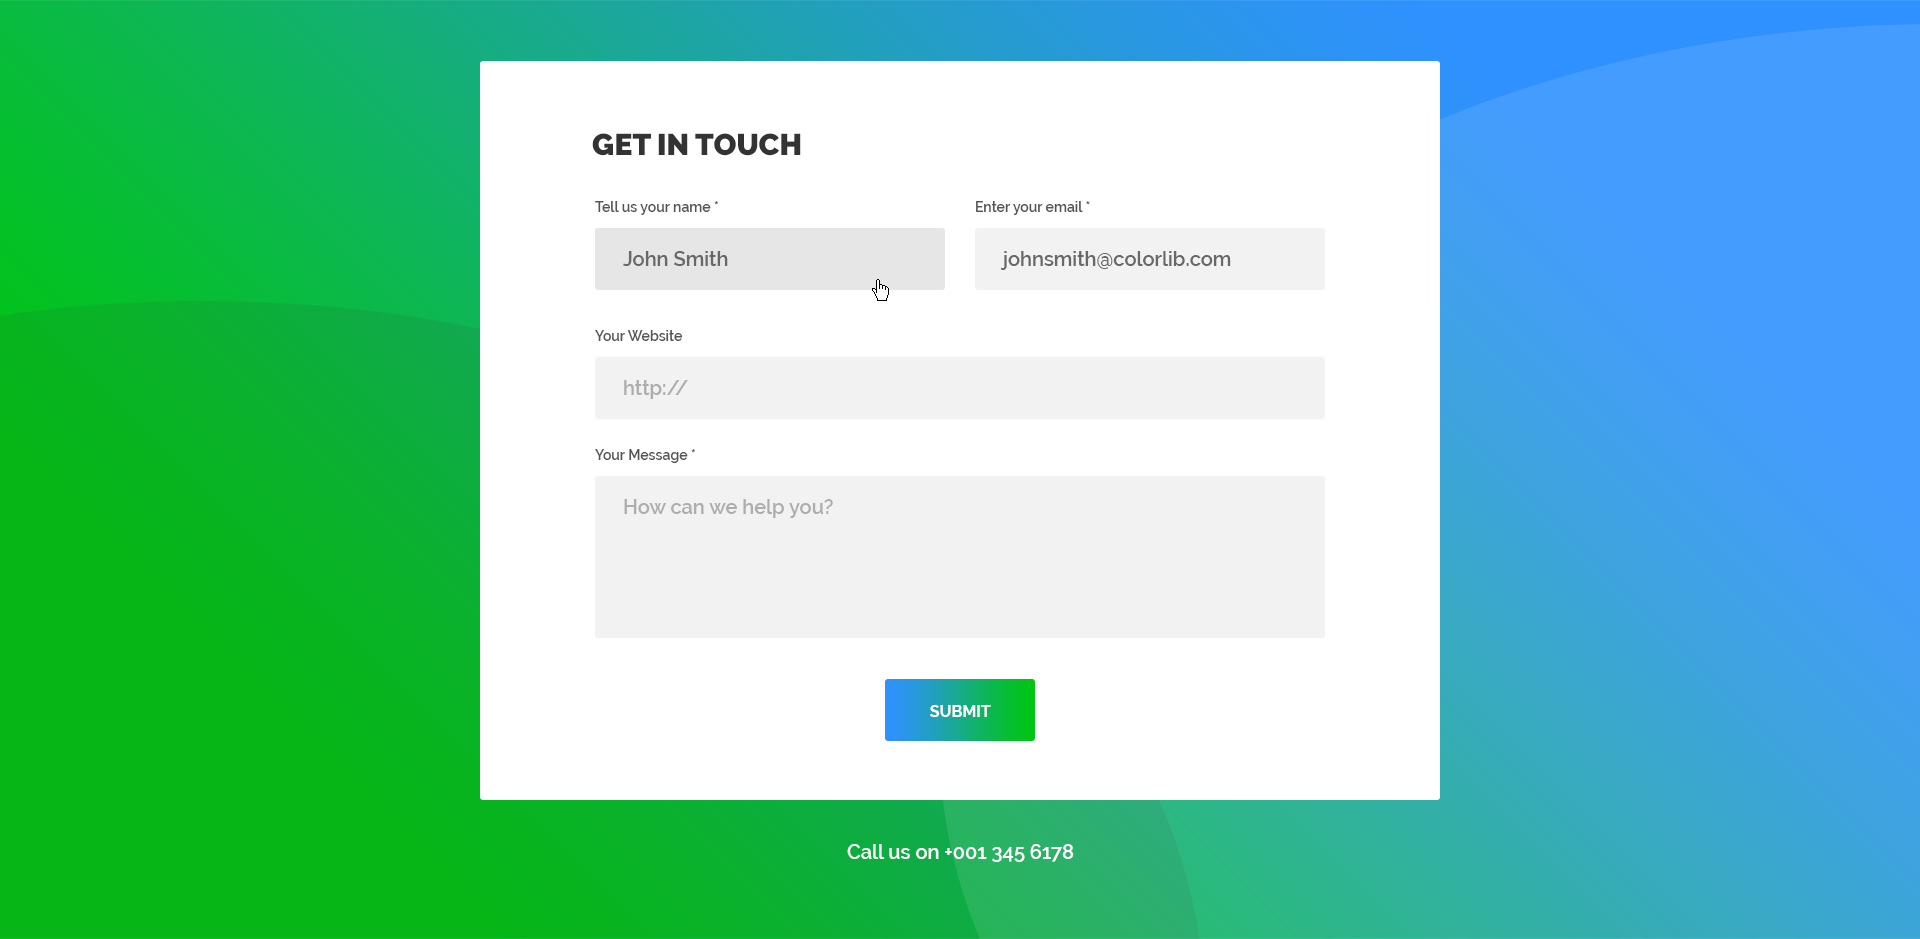 GET IN TOUCH
Tell us your name *
Enter your email *
John Smith
johnsmith@colorlib.com
Your Website
http://
Your Message *
How can we help you?
SUBMIT
Call us on +001 345 6178